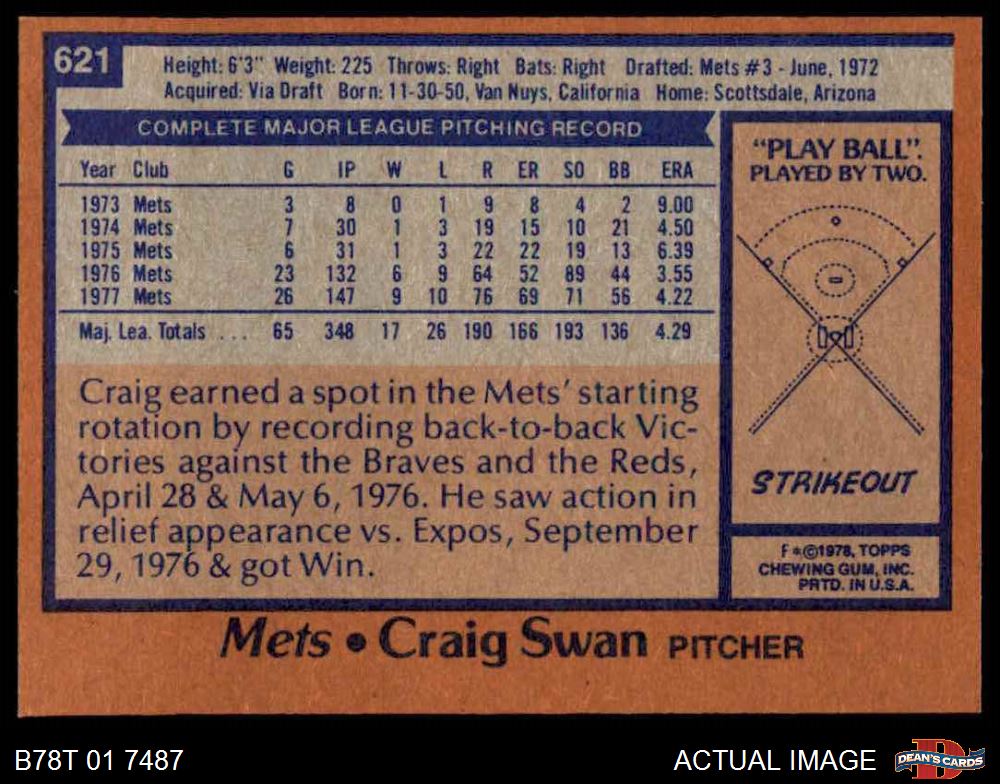 621
Height: 6'3" Weight: 225 Throws: Right Bats: Right Drafted: Mets #3 - June, 1972
Acquired: Via Draft Born: 11-30-50, Van Nuys, California Home: Scottsdale, Arizona
COMPLETE MAJOR LEAGUE PITCHING RECORD
Year Club G IP W L R ER SO BB ERA
1973 Mets 3 8 0 1 9 8 4 2 9.00
1974 Mets 7 30 1 3 19 15 10 21 4.50
1975 Mets 6 31 1 3 22 22 19 13 6.39
1976 Mets 23 132 6 9 64 52 89 44 3.55
1977 Mets 26 147 9 10 76 69 71 56 4.22
Maj. Lea. Totals ... 65 348 17 26 190 166 193 136 4.29
Craig earned a spot in the Mets' starting
rotation by recording back-to-back Vic-
tories against the Braves and the Reds,
April 28 & May 6, 1976. He saw action in
relief appearance vs. Expos, September
29, 1976 & got Win.
"PLAY BALL".
PLAYED BY TWO.
STRIKEOUT
F*©1978, TOPPS
CHEWING GUM, INC.
PRTD. IN U.S.A.
Mets • Craig Swan PITCHER
B78T 01 7487
ACTUAL IMAGE
D
DEAN'S CARDS